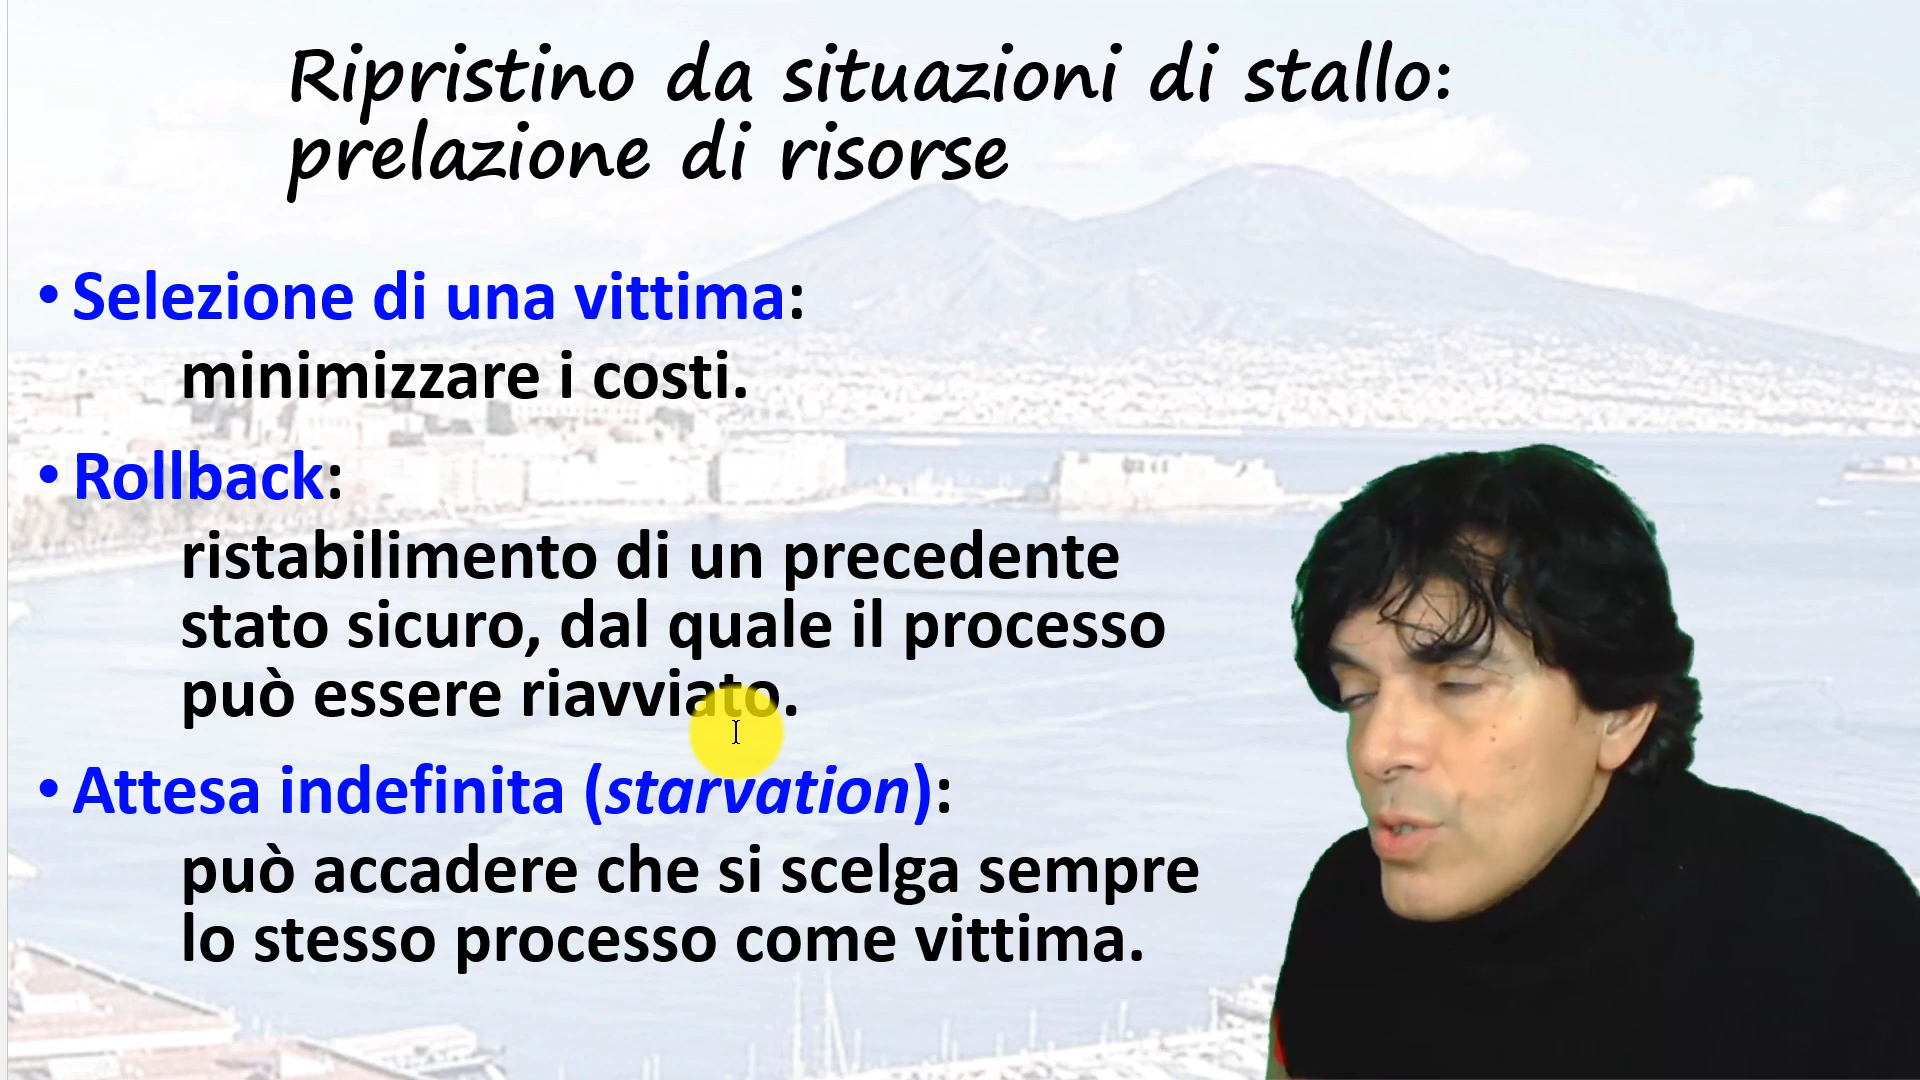 Ripristino da situazioni di stallo:
prelazione di risorse
• Selezione di una vittima:
minimizzare i costi.
• Rollback:
ristabilimento di un precedente
stato sicuro, dal quale il processo
può essere riavviato.
• Attesa indefinita (starvation):
può accadere che si scelga sempre
lo stesso processo come vittima.